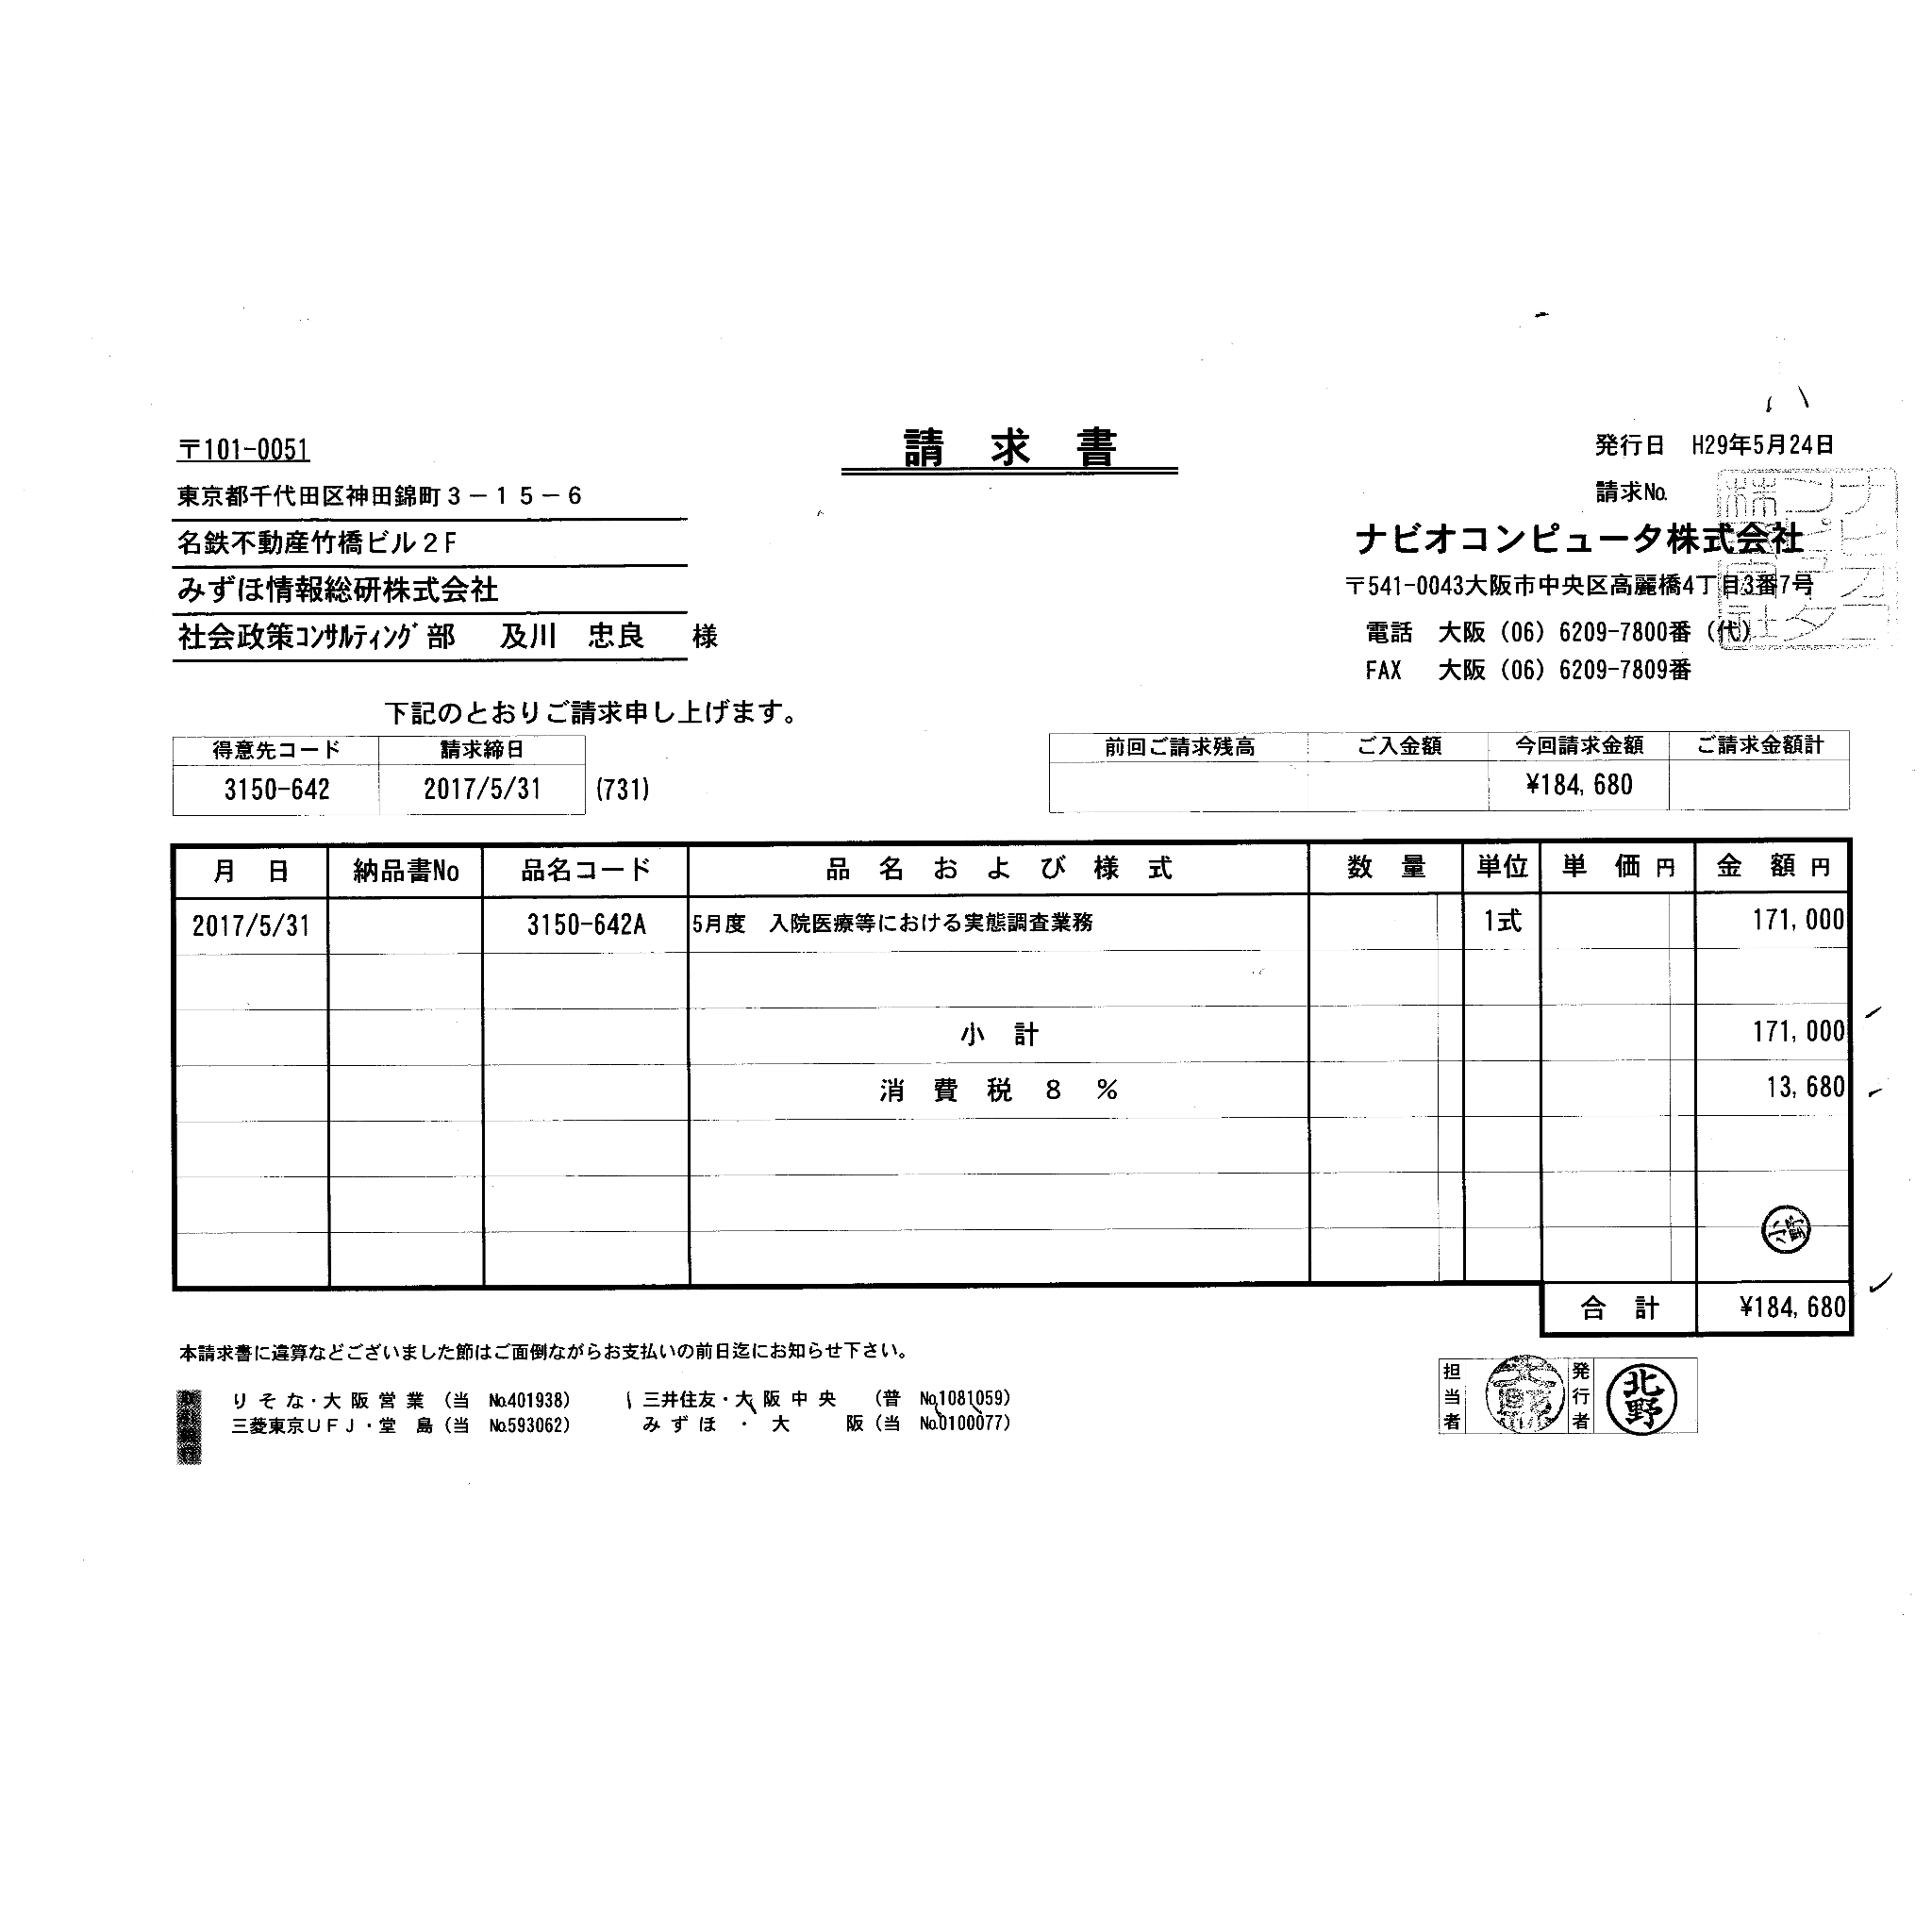 請求書
〒101-0051
東京都千代田区神田錦町３－１５－６
名鉄不動産竹橋ビル２F
みずほ情報総研株式会社
社会政策ｺﾝｻﾙﾃｨﾝｸﾞ部 及川 忠良 様
発行日 H29年5月24日
請求No.
ナビオコンピュータ株式会社
〒541-0043大阪市中央区高麗橋4丁目3番7号
電話 大阪（06）6209-7800番（代）
FAX 大阪（06）6209-7809番
下記のとおりご請求申し上げます。
得意先コード 請求締日
3150-642 2017/5/31 (731)
前回ご請求残高 ご入金額 今回請求金額 ご請求金額計
¥184,680
月日 納品書No 品名コード 品名および様式 数量 単位 単価円 金額円
2017/5/31 3150-642A 5月度 入院医療等における実態調査業務 1式 171,000
小計 171,000
消費税8% 13,680
合計 ¥184,680
本請求書に違算などございました節はご面倒ながらお支払いの前日迄にお知らせ下さい。
りそな・大阪営業（当 No.401938） 三井住友・大阪中央（普 No.1081059）
三菱東京ＵＦＪ・堂島（当 No.593062） みずほ・大阪（当 No.0100077）
担当者 発行者 北野